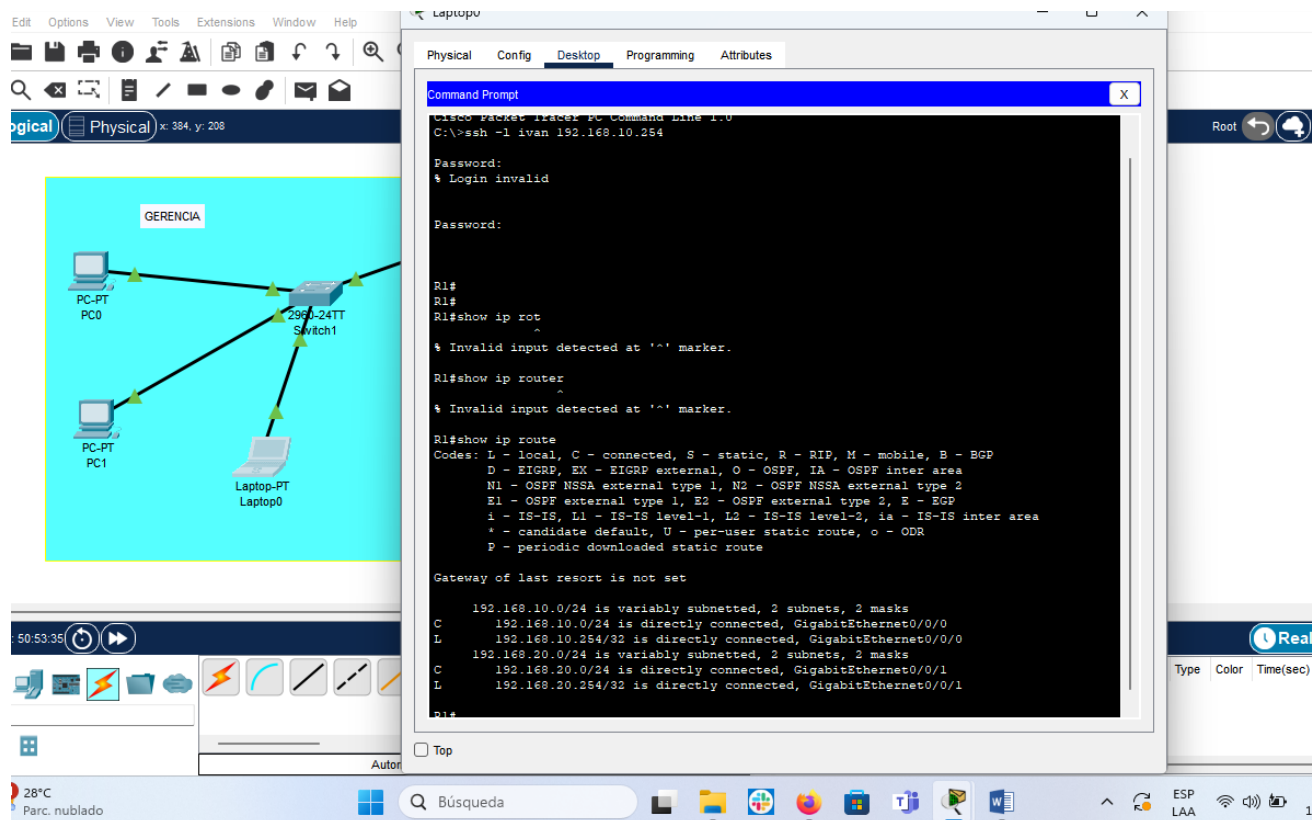 Edit Options View Tools Extensions Window Help
Laptop0
Physical Config Desktop Programming Attributes
Command Prompt
X
Cisco Packet Tracer PC Command Line 1.0
C:\>ssh -l ivan 192.168.10.254
Password:
% Login invalid
Password:
R1#
R1#
R1#show ip rot
^
% Invalid input detected at '^' marker.
R1#show ip router
^
% Invalid input detected at '^' marker.
R1#show ip route
Codes: L - local, C - connected, S - static, R - RIP, M - mobile, B - BGP
D - EIGRP, EX - EIGRP external, O - OSPF, IA - OSPF inter area
N1 - OSPF NSSA external type 1, N2 - OSPF NSSA external type 2
E1 - OSPF external type 1, E2 - OSPF external type 2, E - EGP
i - IS-IS, L1 - IS-IS level-1, L2 - IS-IS level-2, ia - IS-IS inter area
* - candidate default, U - per-user static route, o - ODR
P - periodic downloaded static route
Gateway of last resort is not set
192.168.10.0/24 is variably subnetted, 2 subnets, 2 masks
C 192.168.10.0/24 is directly connected, GigabitEthernet0/0/0
L 192.168.10.254/32 is directly connected, GigabitEthernet0/0/0
192.168.20.0/24 is variably subnetted, 2 subnets, 2 masks
C 192.168.20.0/24 is directly connected, GigabitEthernet0/0/1
L 192.168.20.254/32 is directly connected, GigabitEthernet0/0/1
R1#
Top
ogical Physical x: 384, y: 208
Root
GERENCIA
PC-PT
PC0
2960-24TT
Switch1
PC-PT
PC1
Laptop-PT
Laptop0
: 50:53:35
Real
Type Color Time(sec)
Autor
28°C
Parc. nublado
Búsqueda
ESP
LAA
1